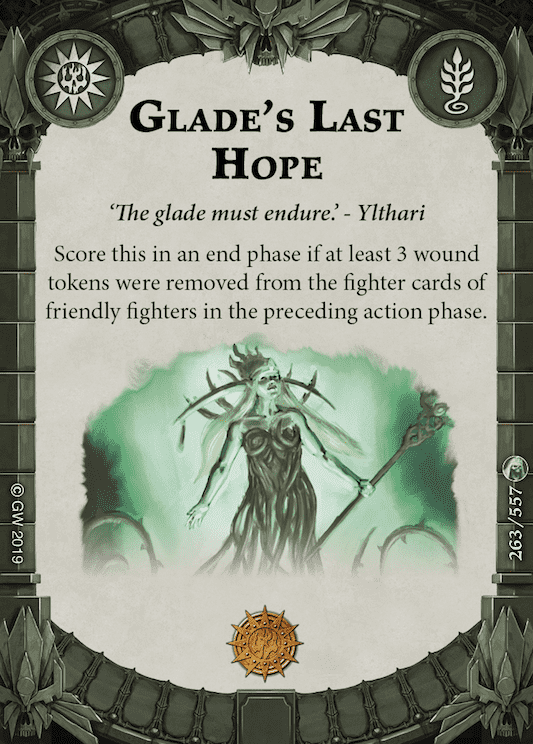 Glade's Last
Hope
'The glade must endure.' - Ylthari
Score this in an end phase if at least 3 wound
tokens were removed from the fighter cards of
friendly fighters in the preceding action phase.
© GW 2019
263/557